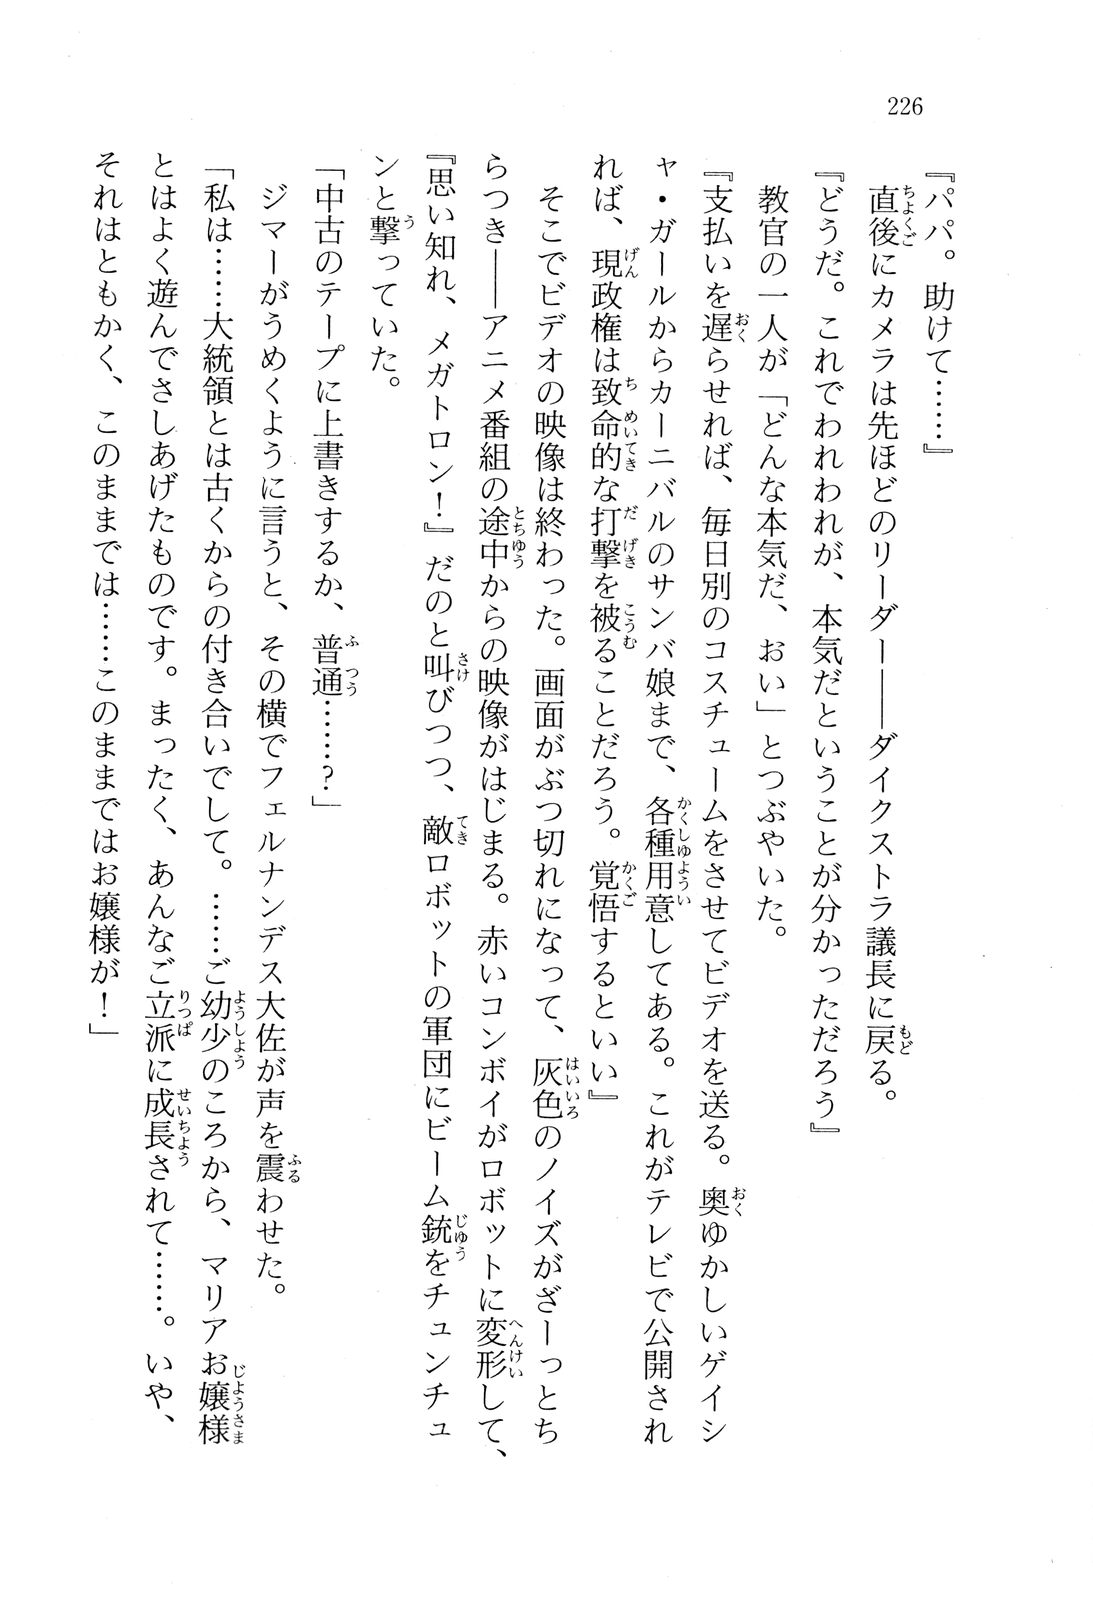 226
『パパ。助けて……』
直後にカメラは先ほどのリーダー――ダイクストラ議長に戻る。
『どうだ。これでわれわれが、本気だということが分かっただろう』
教官の一人が「どんな本気だ、おい」とつぶやいた。
『支払いを遅らせれば、毎日別のコスチュームをさせてビデオを送る。奥ゆかしいゲイシ
ャ・ガールからカーニバルのサンバ娘まで、各種用意してある。これがテレビで公開され
れば、現政権は致命的な打撃を被ることだろう。覚悟するといい』
そこでビデオの映像は終わった。画面がぶつ切れになって、灰色のノイズがざーっとち
らつき――アニメ番組の途中からの映像がはじまる。赤いコンボイがロボットに変形して、
『思い知れ、メガトロン！』だのと叫びつつ、敵ロボットの軍団にビーム銃をチュンチュ
ンと撃っていた。
「中古のテープに上書きするか、普通……？」
ジマーがうめくように言うと、その横でフェルナンデス大佐が声を震わせた。
「私は……大統領とは古くからの付き合いでして。……ご幼少のころから、マリアお嬢様
とはよく遊んでさしあげたものです。まったく、あんなご立派に成長されて……。いや、
それはともかく、このままでは……このままではお嬢様が！」